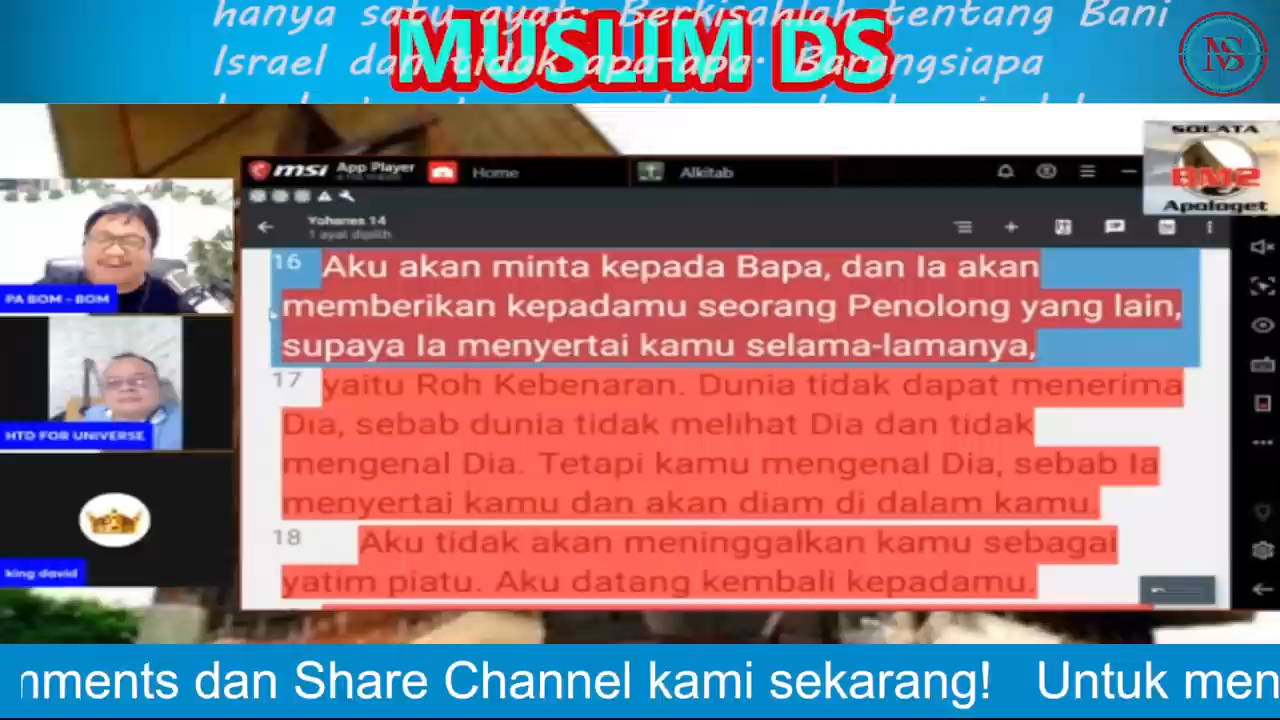 hanya satu ayat. Berkisahlah tentang Bani
MUSLIM DS
Israel dan tidak apa-apa. Barangsiapa
MS
SOLATA
BM2
Apologet
msi App Player
Home
Alkitab
Yohanes 14
1 ayat dipilih
16 Aku akan minta kepada Bapa, dan Ia akan
memberikan kepadamu seorang Penolong yang lain,
supaya Ia menyertai kamu selama-lamanya,
17 yaitu Roh Kebenaran. Dunia tidak dapat menerima
Dia, sebab dunia tidak melihat Dia dan tidak
mengenal Dia. Tetapi kamu mengenal Dia, sebab Ia
menyertai kamu dan akan diam di dalam kamu.
18 Aku tidak akan meninggalkan kamu sebagai
yatim piatu. Aku datang kembali kepadamu.
PA BOM - BOM
HTD FOR UNIVERSE
king david
nments dan Share Channel kami sekarang! Untuk men